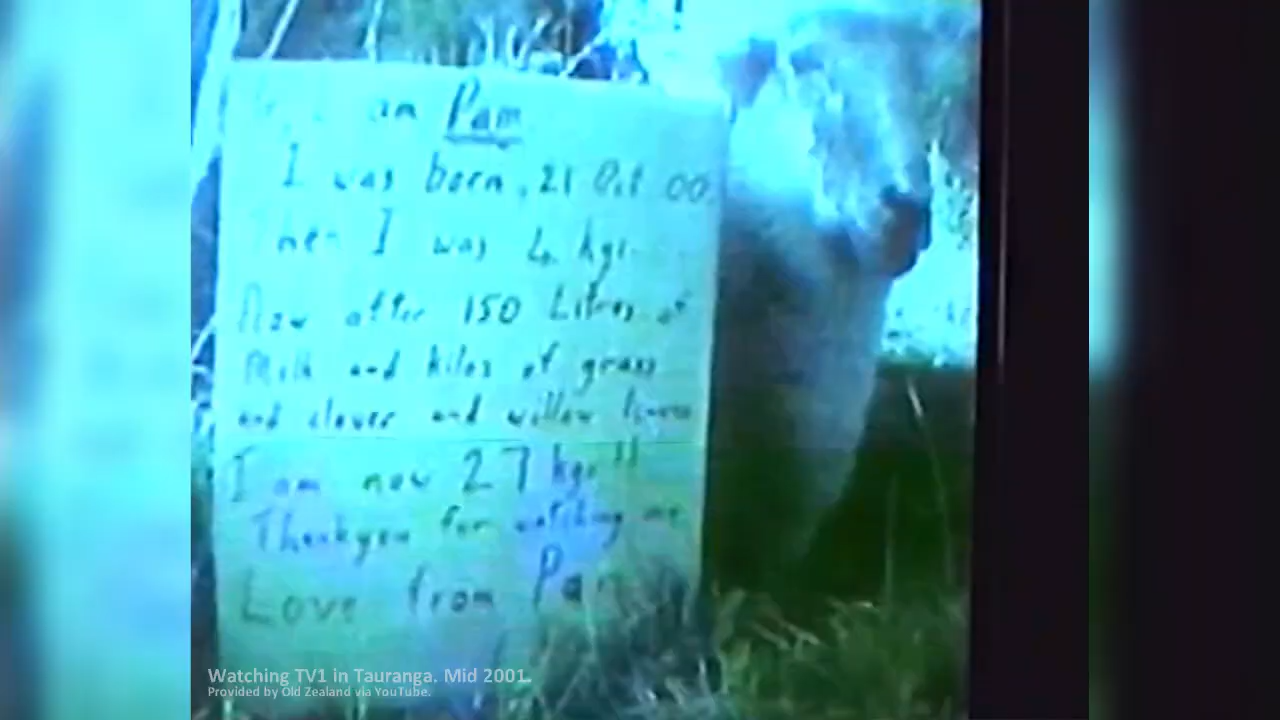 I am Pam
I was born, 21 Oct 00.
Then I was 4 kgs.
Now after 150 Litres of
Milk and kilos of grass
and clover and willow
I am now 27 kgs!!
Thankyou for watching me
Love from Pam
Watching TV1 in Tauranga. Mid 2001.
Provided by Old Zealand via YouTube.